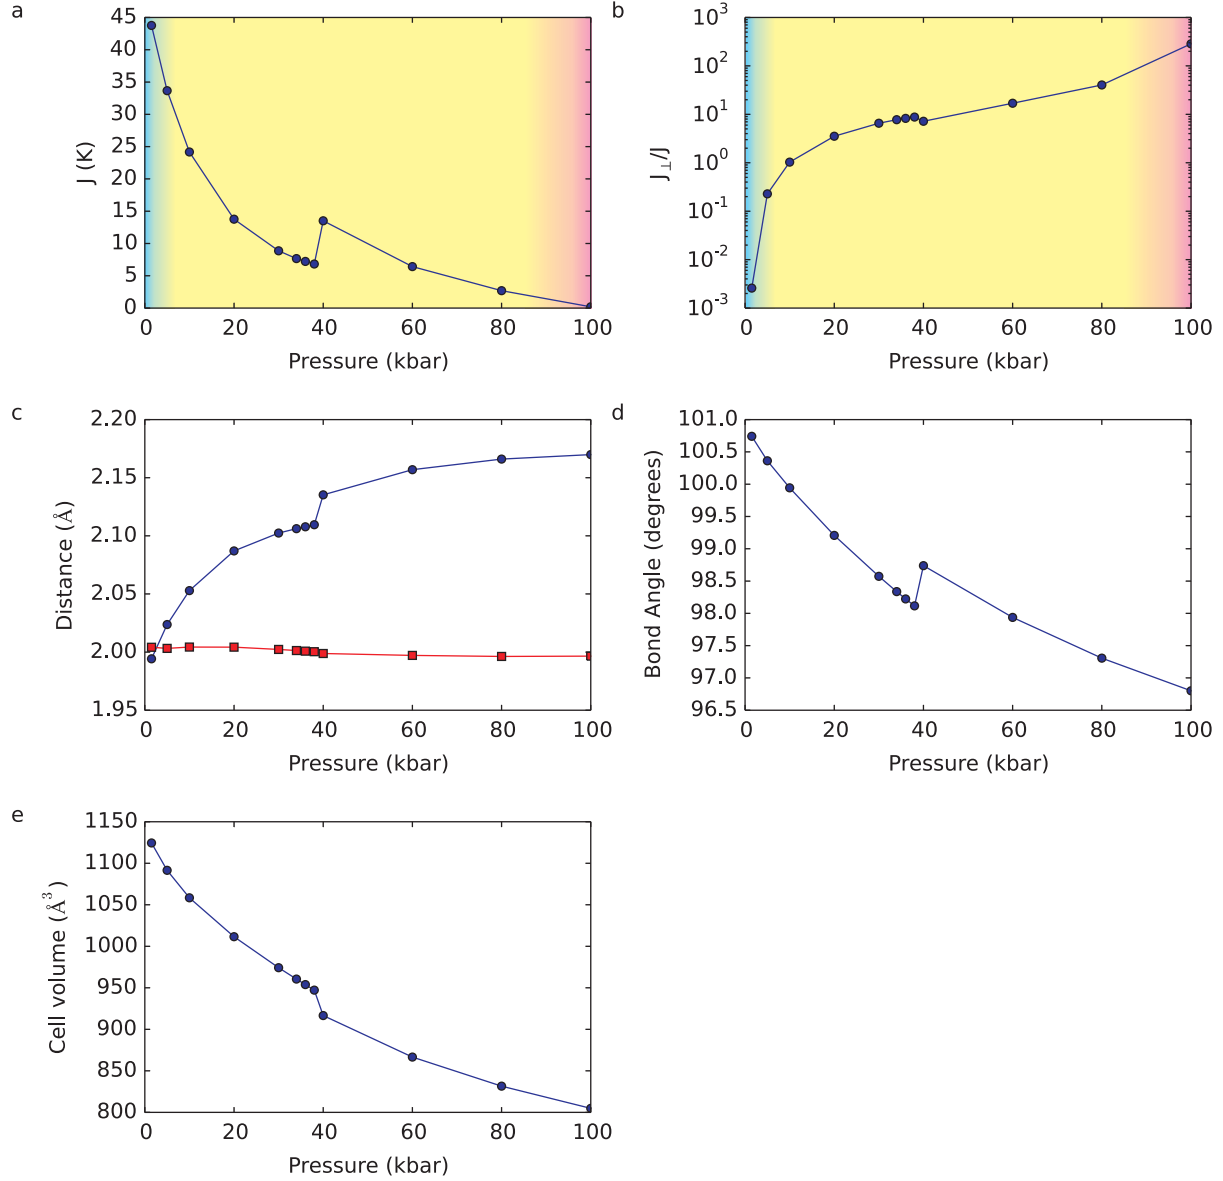 a
45
40
35
30
25
20
15
10
5
0
J (K)
0 20 40 60 80 100
Pressure (kbar)
b
10^3
10^2
10^1
10^0
10^-1
10^-2
10^-3
J⊥/J
0 20 40 60 80 100
Pressure (kbar)
c
2.20
2.15
2.10
2.05
2.00
1.95
Distance (Å)
0 20 40 60 80 100
Pressure (kbar)
d
101.0
100.5
100.0
99.5
99.0
98.5
98.0
97.5
97.0
96.5
Bond Angle (degrees)
0 20 40 60 80 100
Pressure (kbar)
e
1150
1100
1050
1000
950
900
850
800
Cell volume (Å^3)
0 20 40 60 80 100
Pressure (kbar)